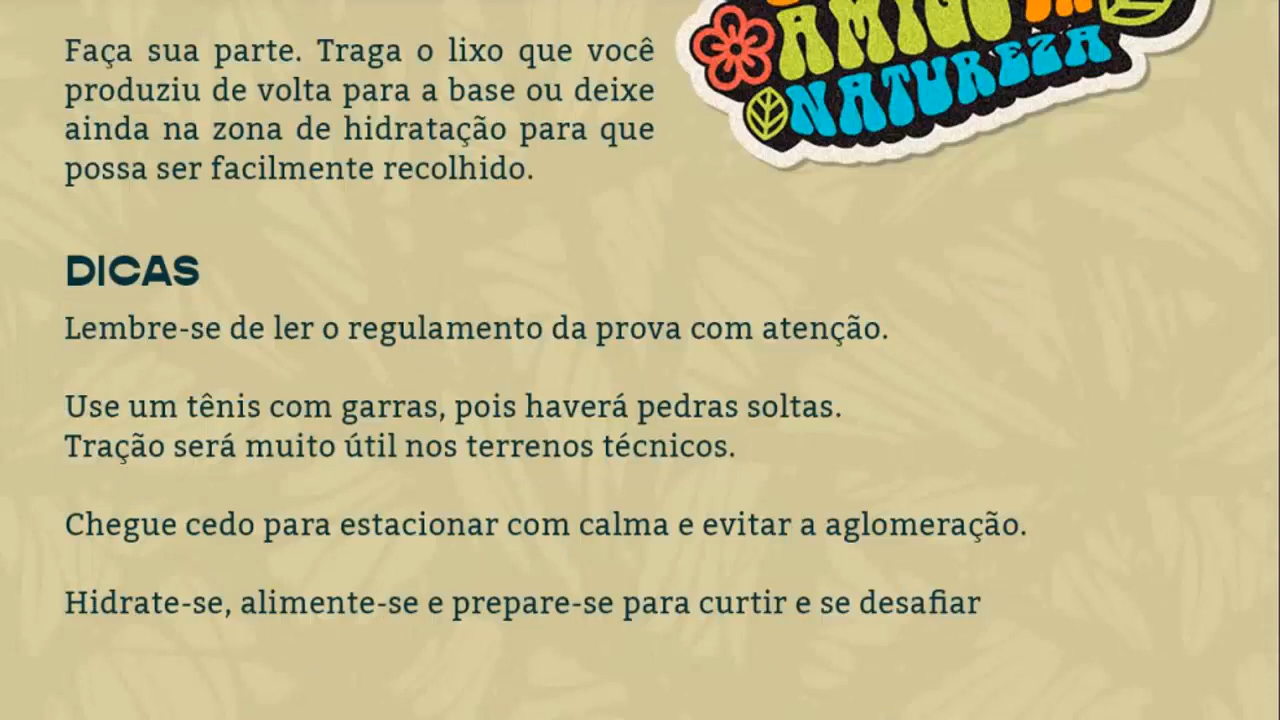 Faça sua parte. Traga o lixo que você
produziu de volta para a base ou deixe
ainda na zona de hidratação para que
possa ser facilmente recolhido.
AMIGO DA
NATUREZA
DICAS
Lembre-se de ler o regulamento da prova com atenção.
Use um tênis com garras, pois haverá pedras soltas.
Tração será muito útil nos terrenos técnicos.
Chegue cedo para estacionar com calma e evitar a aglomeração.
Hidrate-se, alimente-se e prepare-se para curtir e se desafiar